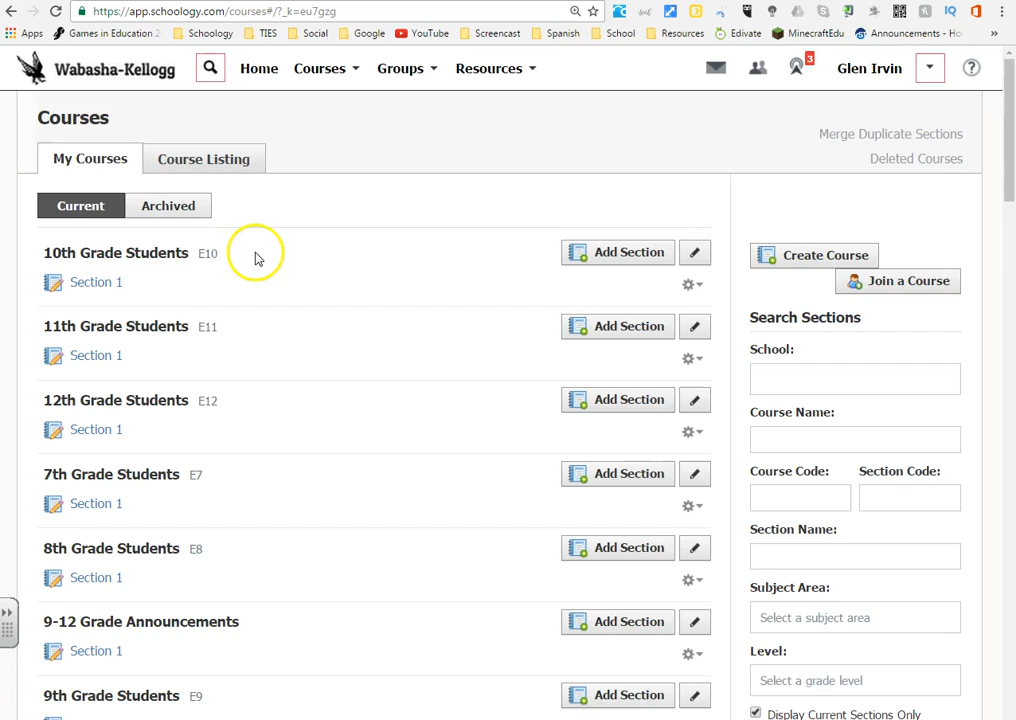 https://app.schoology.com/courses#/?_k=eu7gzg
Apps Games in Education 2 Schoology TIES Social Google YouTube Screencast Spanish School Resources Edivate MinecraftEdu Announcements - Ho »
Wabasha-Kellogg Home Courses Groups Resources 3 Glen Irvin ?
Courses
Merge Duplicate Sections
My Courses Course Listing
Deleted Courses
Current Archived
10th Grade Students E10 Add Section
Create Course
Section 1
Join a Course
Search Sections
11th Grade Students E11 Add Section
School:
Section 1
12th Grade Students E12 Add Section
Course Name:
Section 1
7th Grade Students E7 Add Section
Course Code: Section Code:
Section 1
Section Name:
8th Grade Students E8 Add Section
Section 1
Subject Area:
9-12 Grade Announcements Add Section
Select a subject area
Section 1
Level:
Select a grade level
9th Grade Students E9 Add Section
Display Current Sections Only